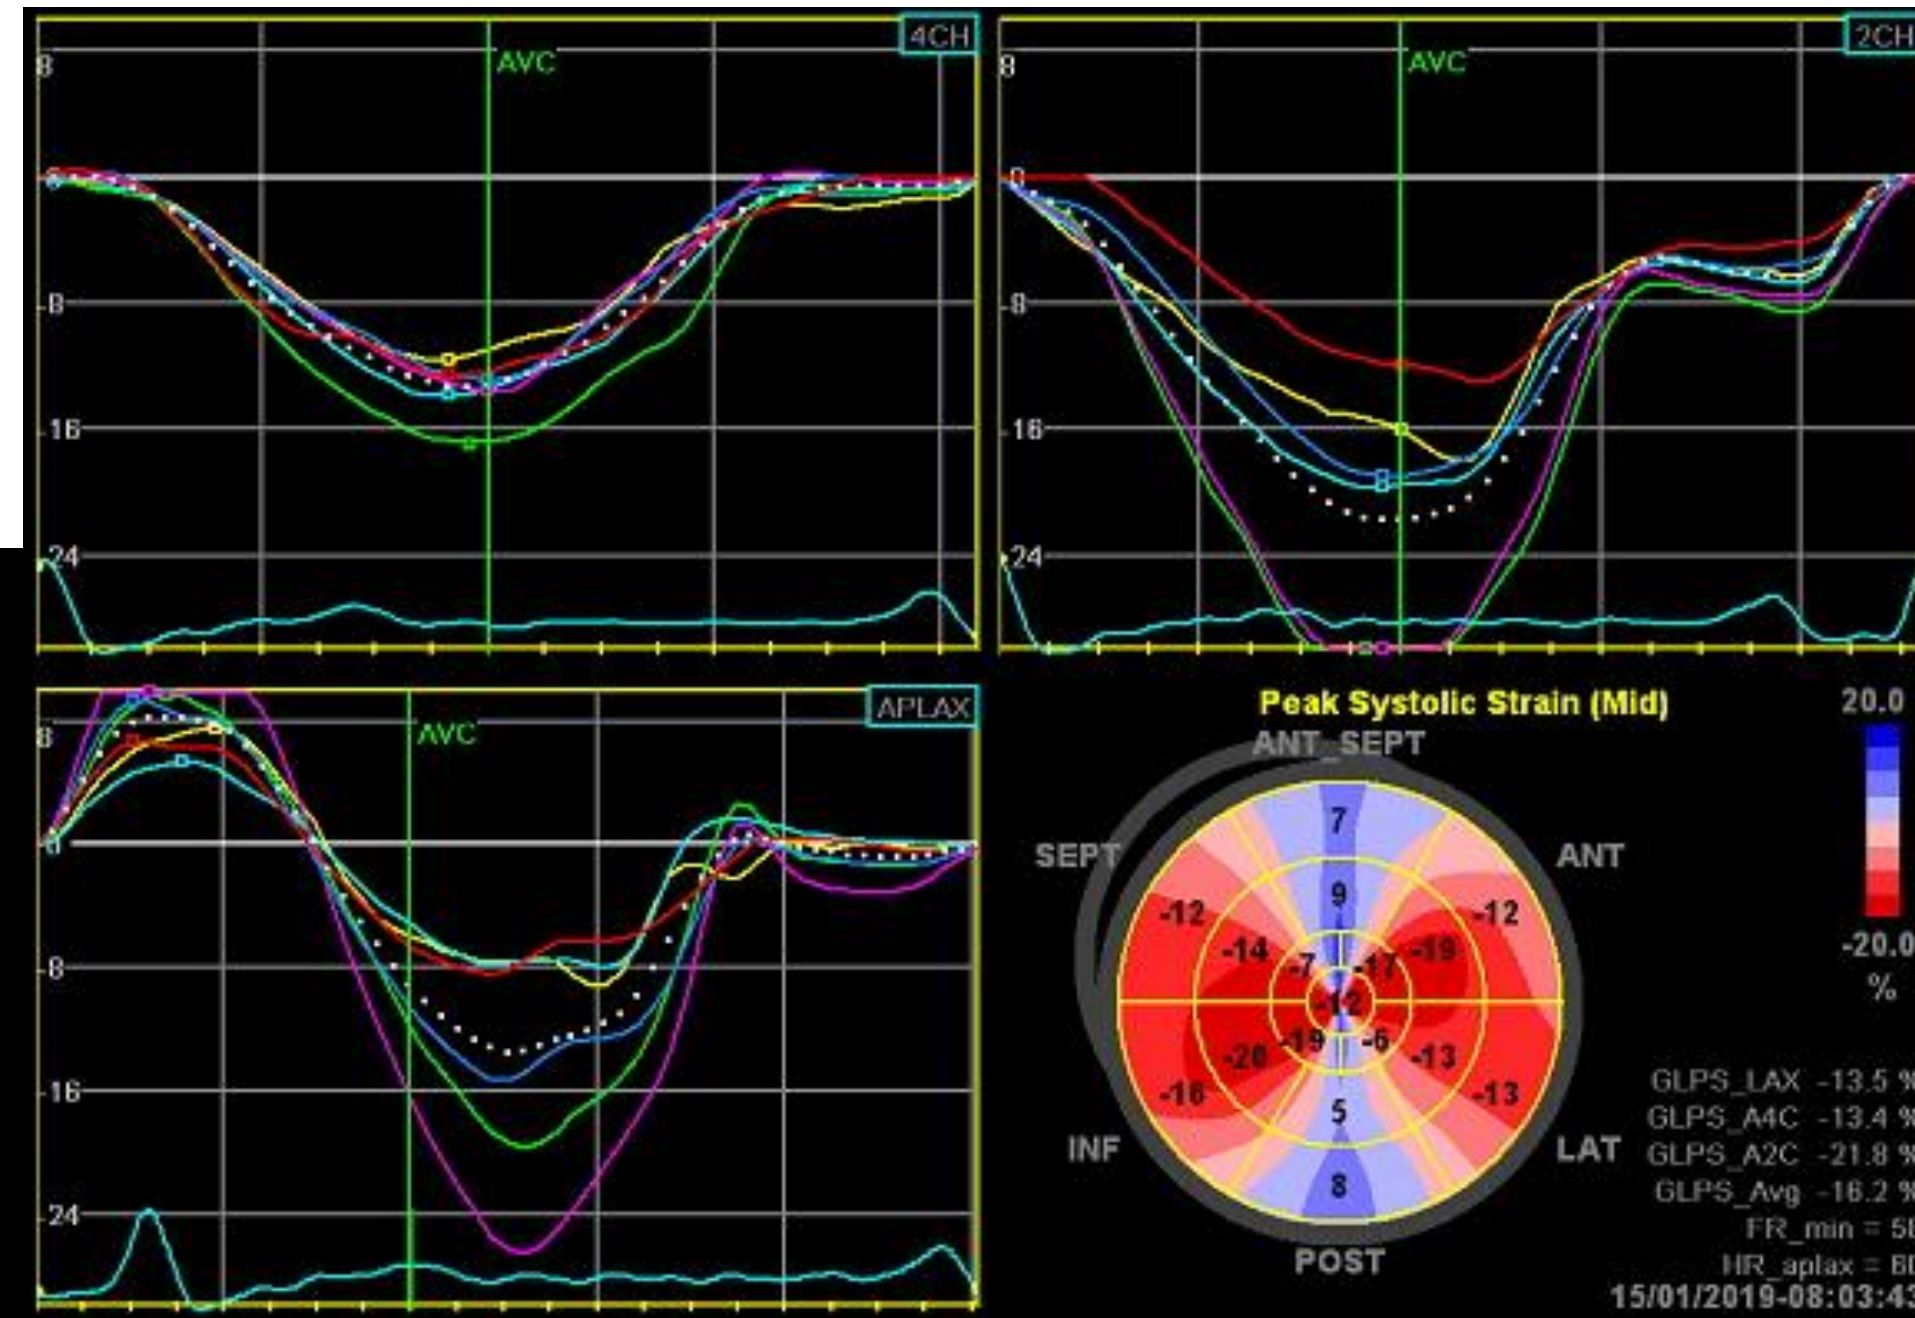 4CH
8
AVC
0
-8
-16
-24
2CH
8
AVC
0
-8
-16
-24
APLAX
8
AVC
0
-8
-16
-24
Peak Systolic Strain (Mid)
20.0
ANT_SEPT
7
SEPT
ANT
9
-12
-12
-14
-19
-20.0
-7
-17
%
-12
-19
-6
-20
-13
-16
-13
GLPS_LAX -13.5 %
5
GLPS_A4C -13.4 %
INF
LAT
GLPS_A2C -21.8 %
8
GLPS_Avg -16.2 %
FR_min =
POST
HR_aplax =
15/01/2019-08:03:43